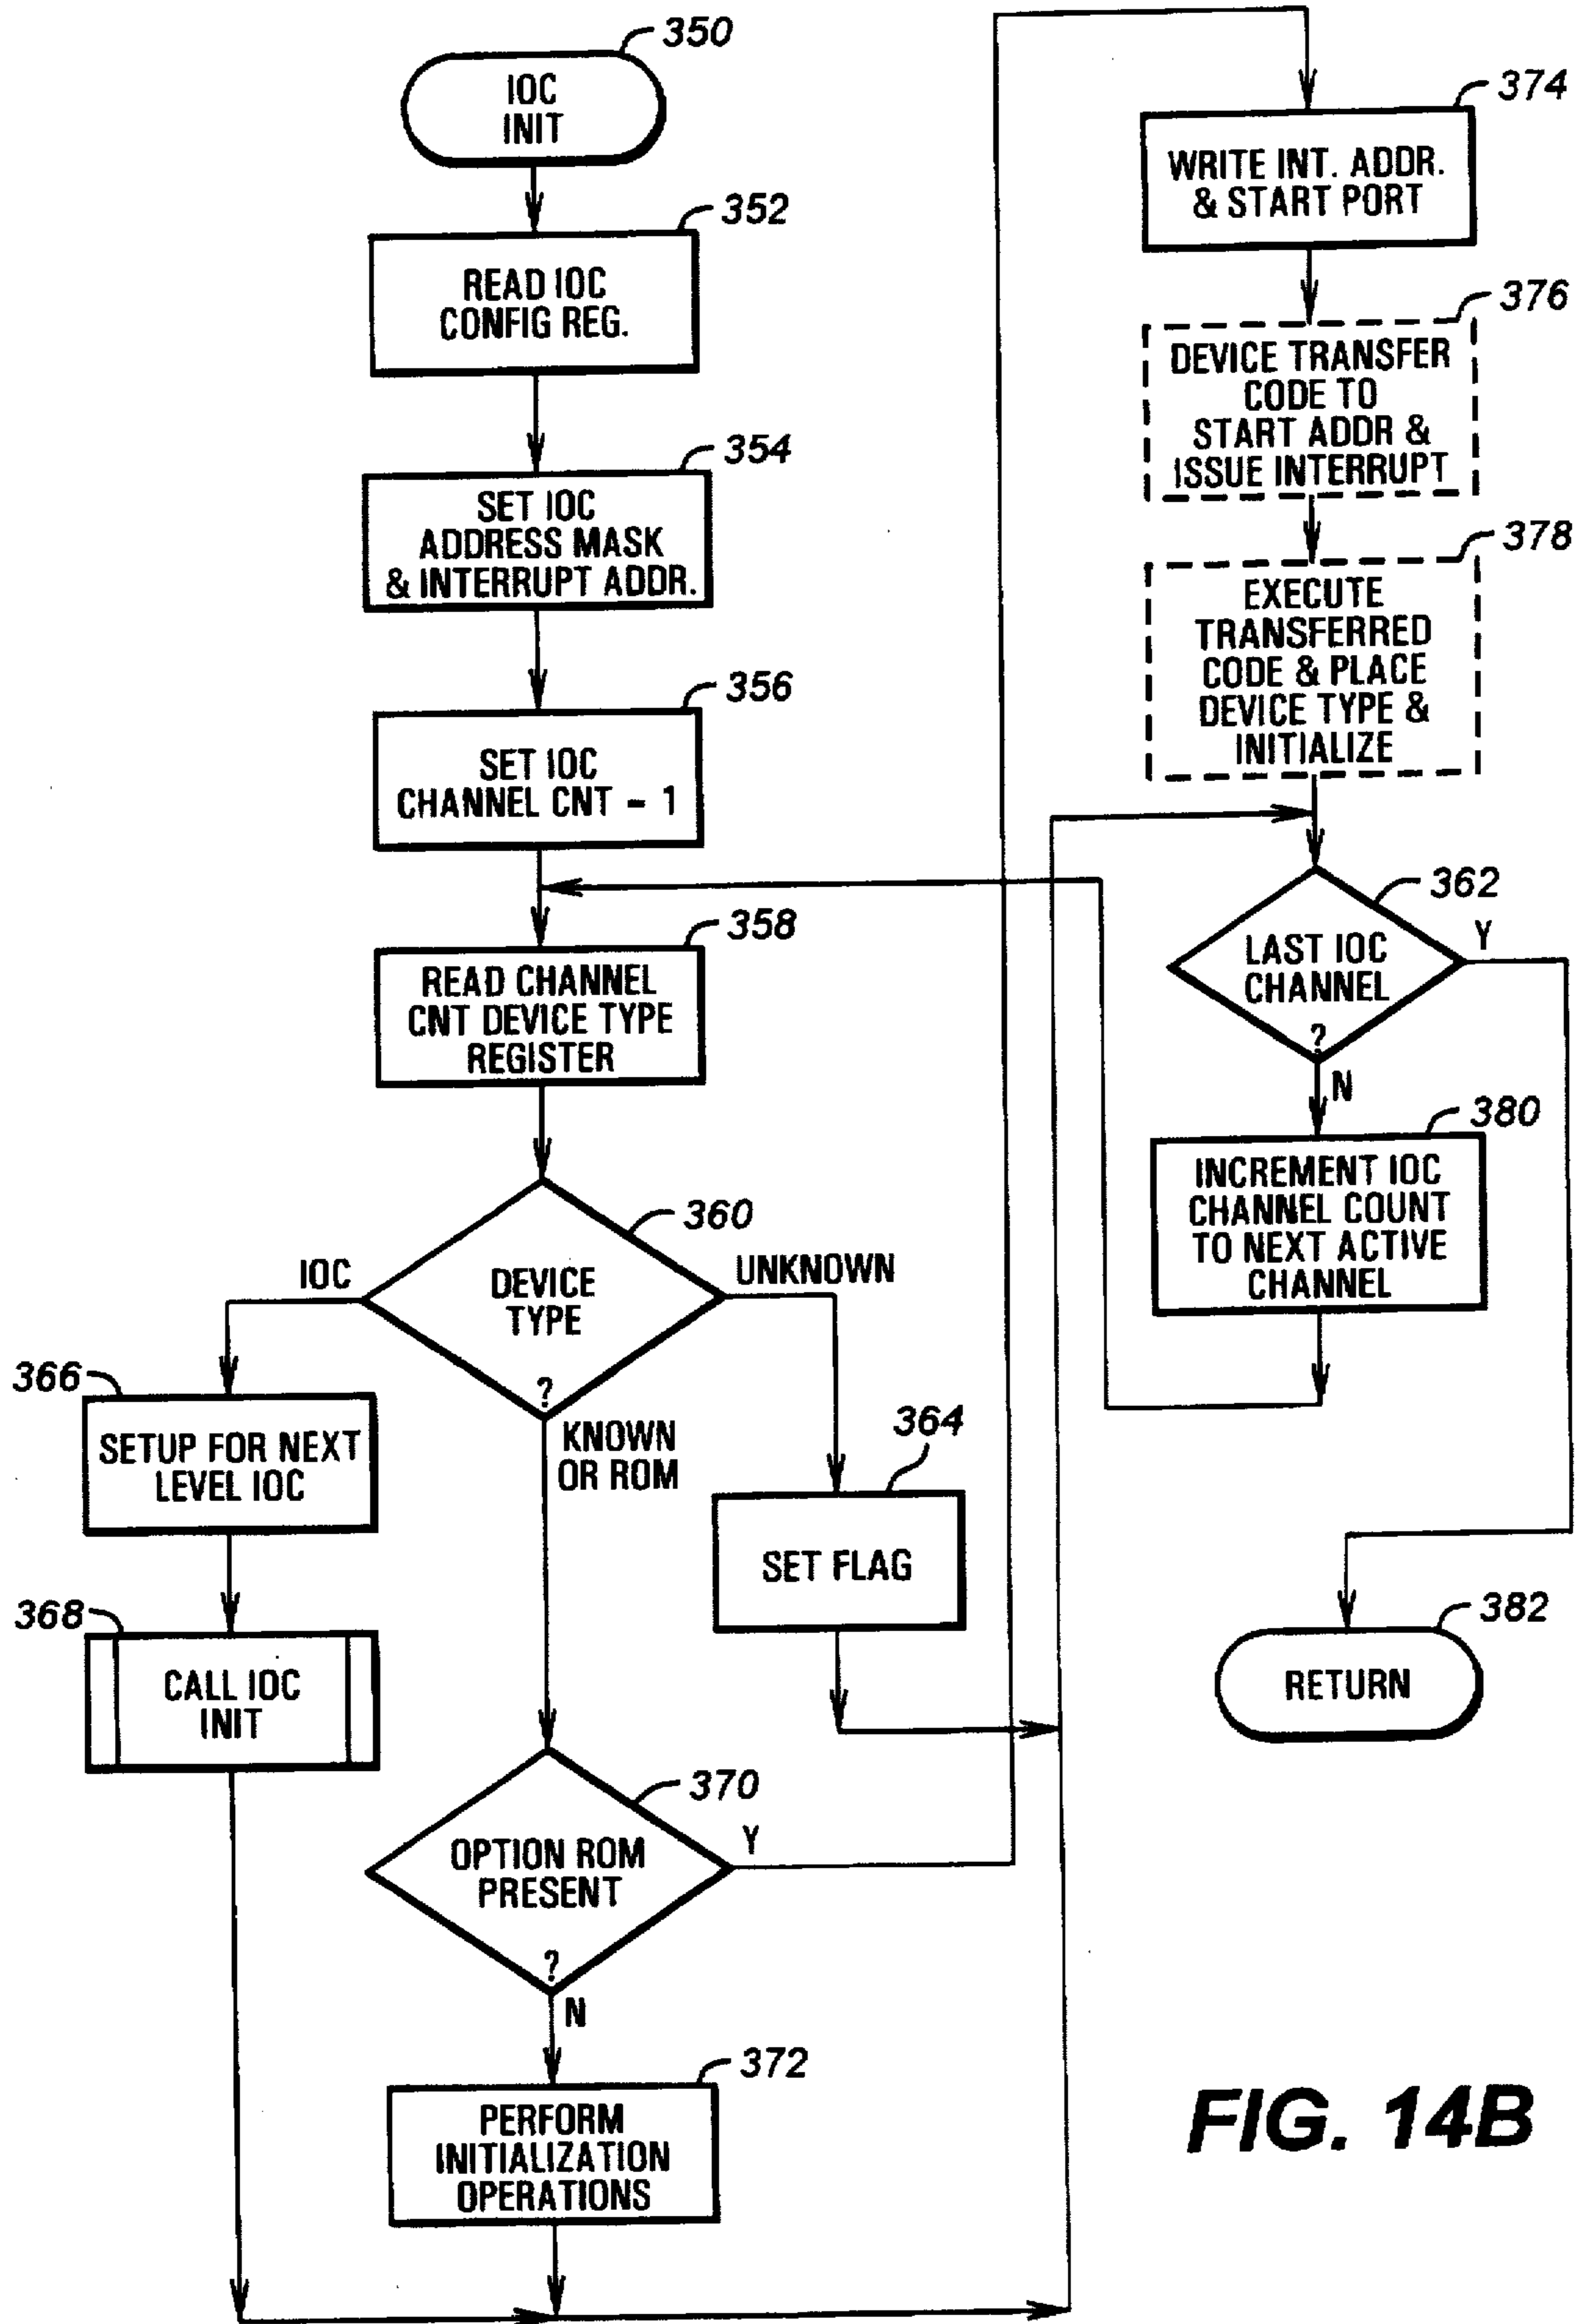 350
IOC
INIT
352
READ IOC
CONFIG REG.
354
SET IOC
ADDRESS MASK
& INTERRUPT ADDR.
356
SET IOC
CHANNEL CNT - 1
358
READ CHANNEL
CNT DEVICE TYPE
REGISTER
360
IOC
DEVICE
TYPE
?
UNKNOWN
KNOWN
OR ROM
366
SETUP FOR NEXT
LEVEL IOC
368
CALL IOC
INIT
364
SET FLAG
370
OPTION ROM
PRESENT
?
Y
N
372
PERFORM
INITIALIZATION
OPERATIONS
374
WRITE INT. ADDR.
& START PORT
376
DEVICE TRANSFER
CODE TO
START ADDR &
ISSUE INTERRUPT
378
EXECUTE
TRANSFERRED
CODE & PLACE
DEVICE TYPE &
INITIALIZE
362
LAST IOC
CHANNEL
?
Y
N
380
INCREMENT IOC
CHANNEL COUNT
TO NEXT ACTIVE
CHANNEL
382
RETURN
FIG. 14B